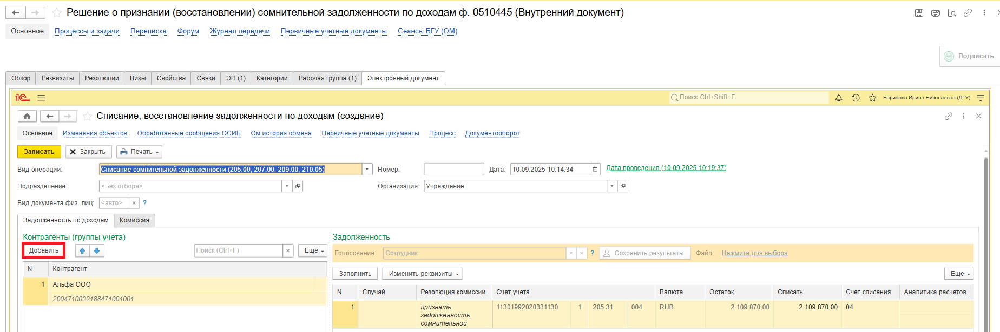 Решение о признании (восстановлении) сомнительной задолженности по доходам ф. 0510445 (Внутренний документ)
Основное Процессы и задачи Переписка Форум Журнал передачи Первичные учетные документы Сеансы БГУ (ОМ)
Подписать
Обзор Реквизиты Резолюции Визы Свойства Связи ЭП (1) Категории Рабочая группа (1) Электронный документ
1С Поиск Ctrl+Shift+F Баринова Ирина Николаевна (ДГУ)
Списание, восстановление задолженности по доходам (создание)
Основное Изменения объектов Обработанные сообщения ОСИБ Ом история обмена Первичные учетные документы Процесс Документооборот
Записать Закрыть Печать
Вид операции: Списание сомнительной задолженности (205.00, 207.00, 209.00, 210.05) Номер: Дата: 10.09.2025 10:14:34 Дата проведения (10.09.2025 10:19:37)
Подразделение: <Без отбора> Организация: Учреждение
Вид документа физ. лиц: <авто> ?
Задолженность по доходам Комиссия
Контрагенты (группы учета) Задолженность
Добавить Поиск (Ctrl+F) × Еще Голосование: Сотрудник × ? Сохранить результаты Файл: Нажмите для выбора
N Контрагент Заполнить Изменить реквизиты Еще
1 Альфа ООО N Случай Резолюция комиссии Счет учета Валюта Остаток Списать Счет списания Аналитика расчетов
2004710032188471001001 1 признать 11301992020331130 1 205.31 004 RUB 2 109 870,00 2 109 870,00 04
задолженность
сомнительной